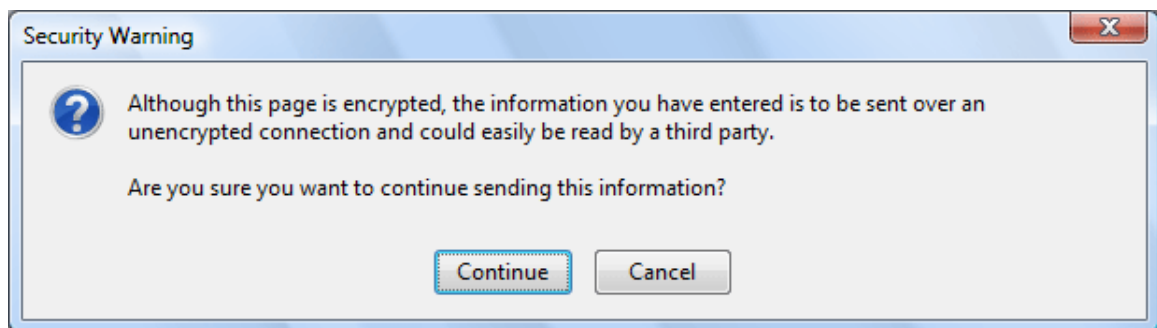 Security Warning
Although this page is encrypted, the information you have entered is to be sent over an
unencrypted connection and could easily be read by a third party.
Are you sure you want to continue sending this information?
Continue Cancel